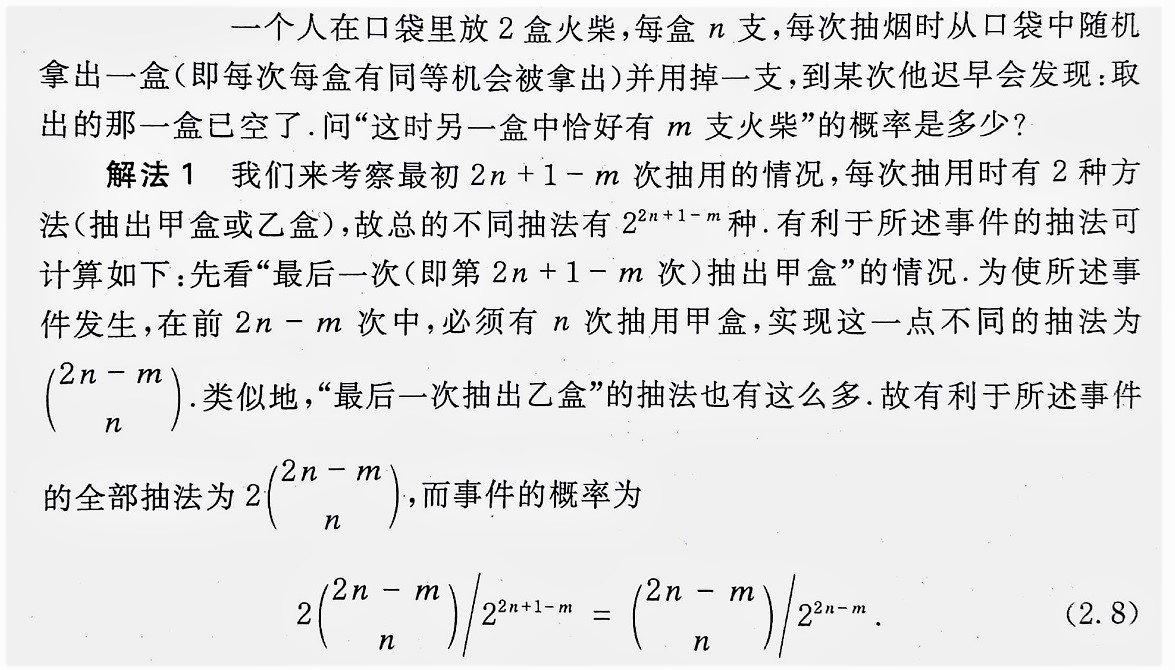 一个人在口袋里放 2 盒火柴,每盒 n 支,每次抽烟时从口袋中随机
拿出一盒(即每次每盒有同等机会被拿出)并用掉一支,到某次他迟早会发现:取
出的那一盒已空了.问“这时另一盒中恰好有 m 支火柴”的概率是多少?
解法 1 我们来考察最初 2n + 1 - m 次抽用的情况,每次抽用时有 2 种方
法(抽出甲盒或乙盒),故总的不同抽法有 2^{2n+1-m} 种.有利于所述事件的抽法可
计算如下:先看“最后一次(即第 2n + 1 - m 次)抽出甲盒”的情况.为使所述事
件发生,在前 2n - m 次中,必须有 n 次抽用甲盒,实现这一点不同的抽法为
\binom{2n - m}{n}.类似地,“最后一次抽出乙盒”的抽法也有这么多.故有利于所述事件
的全部抽法为 2\binom{2n - m}{n},而事件的概率为
2\binom{2n - m}{n}/2^{2n+1-m} = \binom{2n - m}{n}/2^{2n-m}. (2.8)